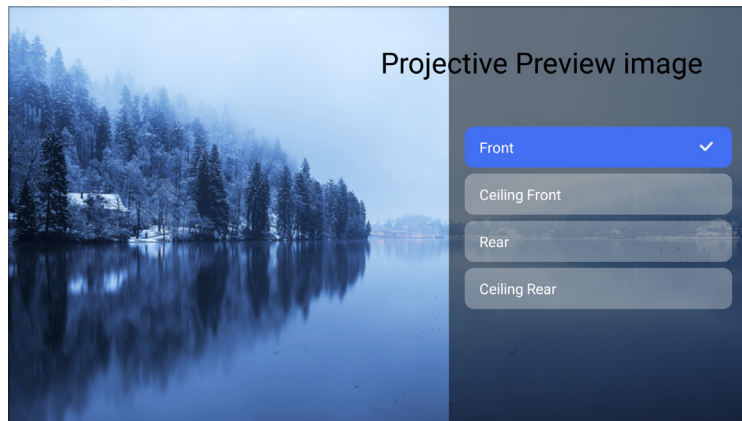 Projective Preview image
Front
Ceiling Front
Rear
Ceiling Rear